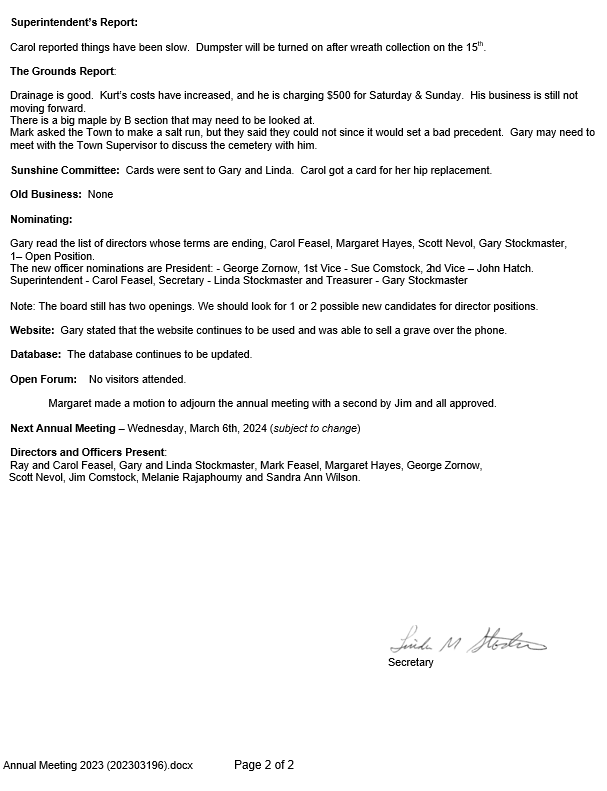 Superintendent's Report:
Carol reported things have been slow. Dumpster will be turned on after wreath collection on the 15th.
The Grounds Report:
Drainage is good. Kurt's costs have increased, and he is charging $500 for Saturday & Sunday. His business is still not
moving forward.
There is a big maple by B section that may need to be looked at.
Mark asked the Town to make a salt run, but they said they could not since it would set a bad precedent. Gary may need to
meet with the Town Supervisor to discuss the cemetery with him.
Sunshine Committee: Cards were sent to Gary and Linda. Carol got a card for her hip replacement.
Old Business: None
Nominating:
Gary read the list of directors whose terms are ending, Carol Feasel, Margaret Hayes, Scott Nevol, Gary Stockmaster,
1– Open Position.
The new officer nominations are President: - George Zornow, 1st Vice - Sue Comstock, 2nd Vice – John Hatch.
Superintendent - Carol Feasel, Secretary - Linda Stockmaster and Treasurer - Gary Stockmaster
Note: The board still has two openings. We should look for 1 or 2 possible new candidates for director positions.
Website: Gary stated that the website continues to be used and was able to sell a grave over the phone.
Database: The database continues to be updated.
Open Forum: No visitors attended.
Margaret made a motion to adjourn the annual meeting with a second by Jim and all approved.
Next Annual Meeting – Wednesday, March 6th, 2024 (subject to change)
Directors and Officers Present:
Ray and Carol Feasel, Gary and Linda Stockmaster, Mark Feasel, Margaret Hayes, George Zornow,
Scott Nevol, Jim Comstock, Melanie Rajaphoumy and Sandra Ann Wilson.
Linda M
Secretary
Annual Meeting 2023 (202303196).docx Page 2 of 2